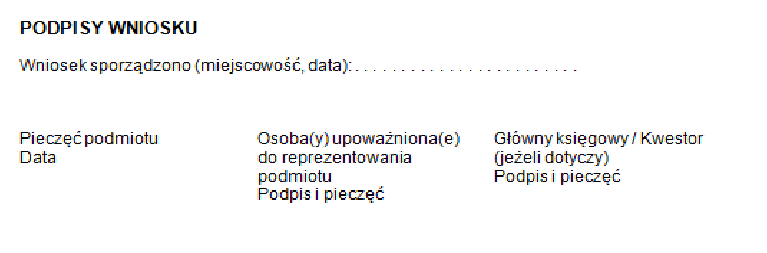 PODPISY WNIOSKU
Wniosek sporządzono (miejscowość, data):. . . . . . . . . . . . . . . . . . . . . . . . .
Pieczęć podmiotu
Data
Osoba(y) upoważniona(e)
do reprezentowania
podmiotu
Podpis i pieczęć
Główny księgowy / Kwestor
(jeżeli dotyczy)
Podpis i pieczęć